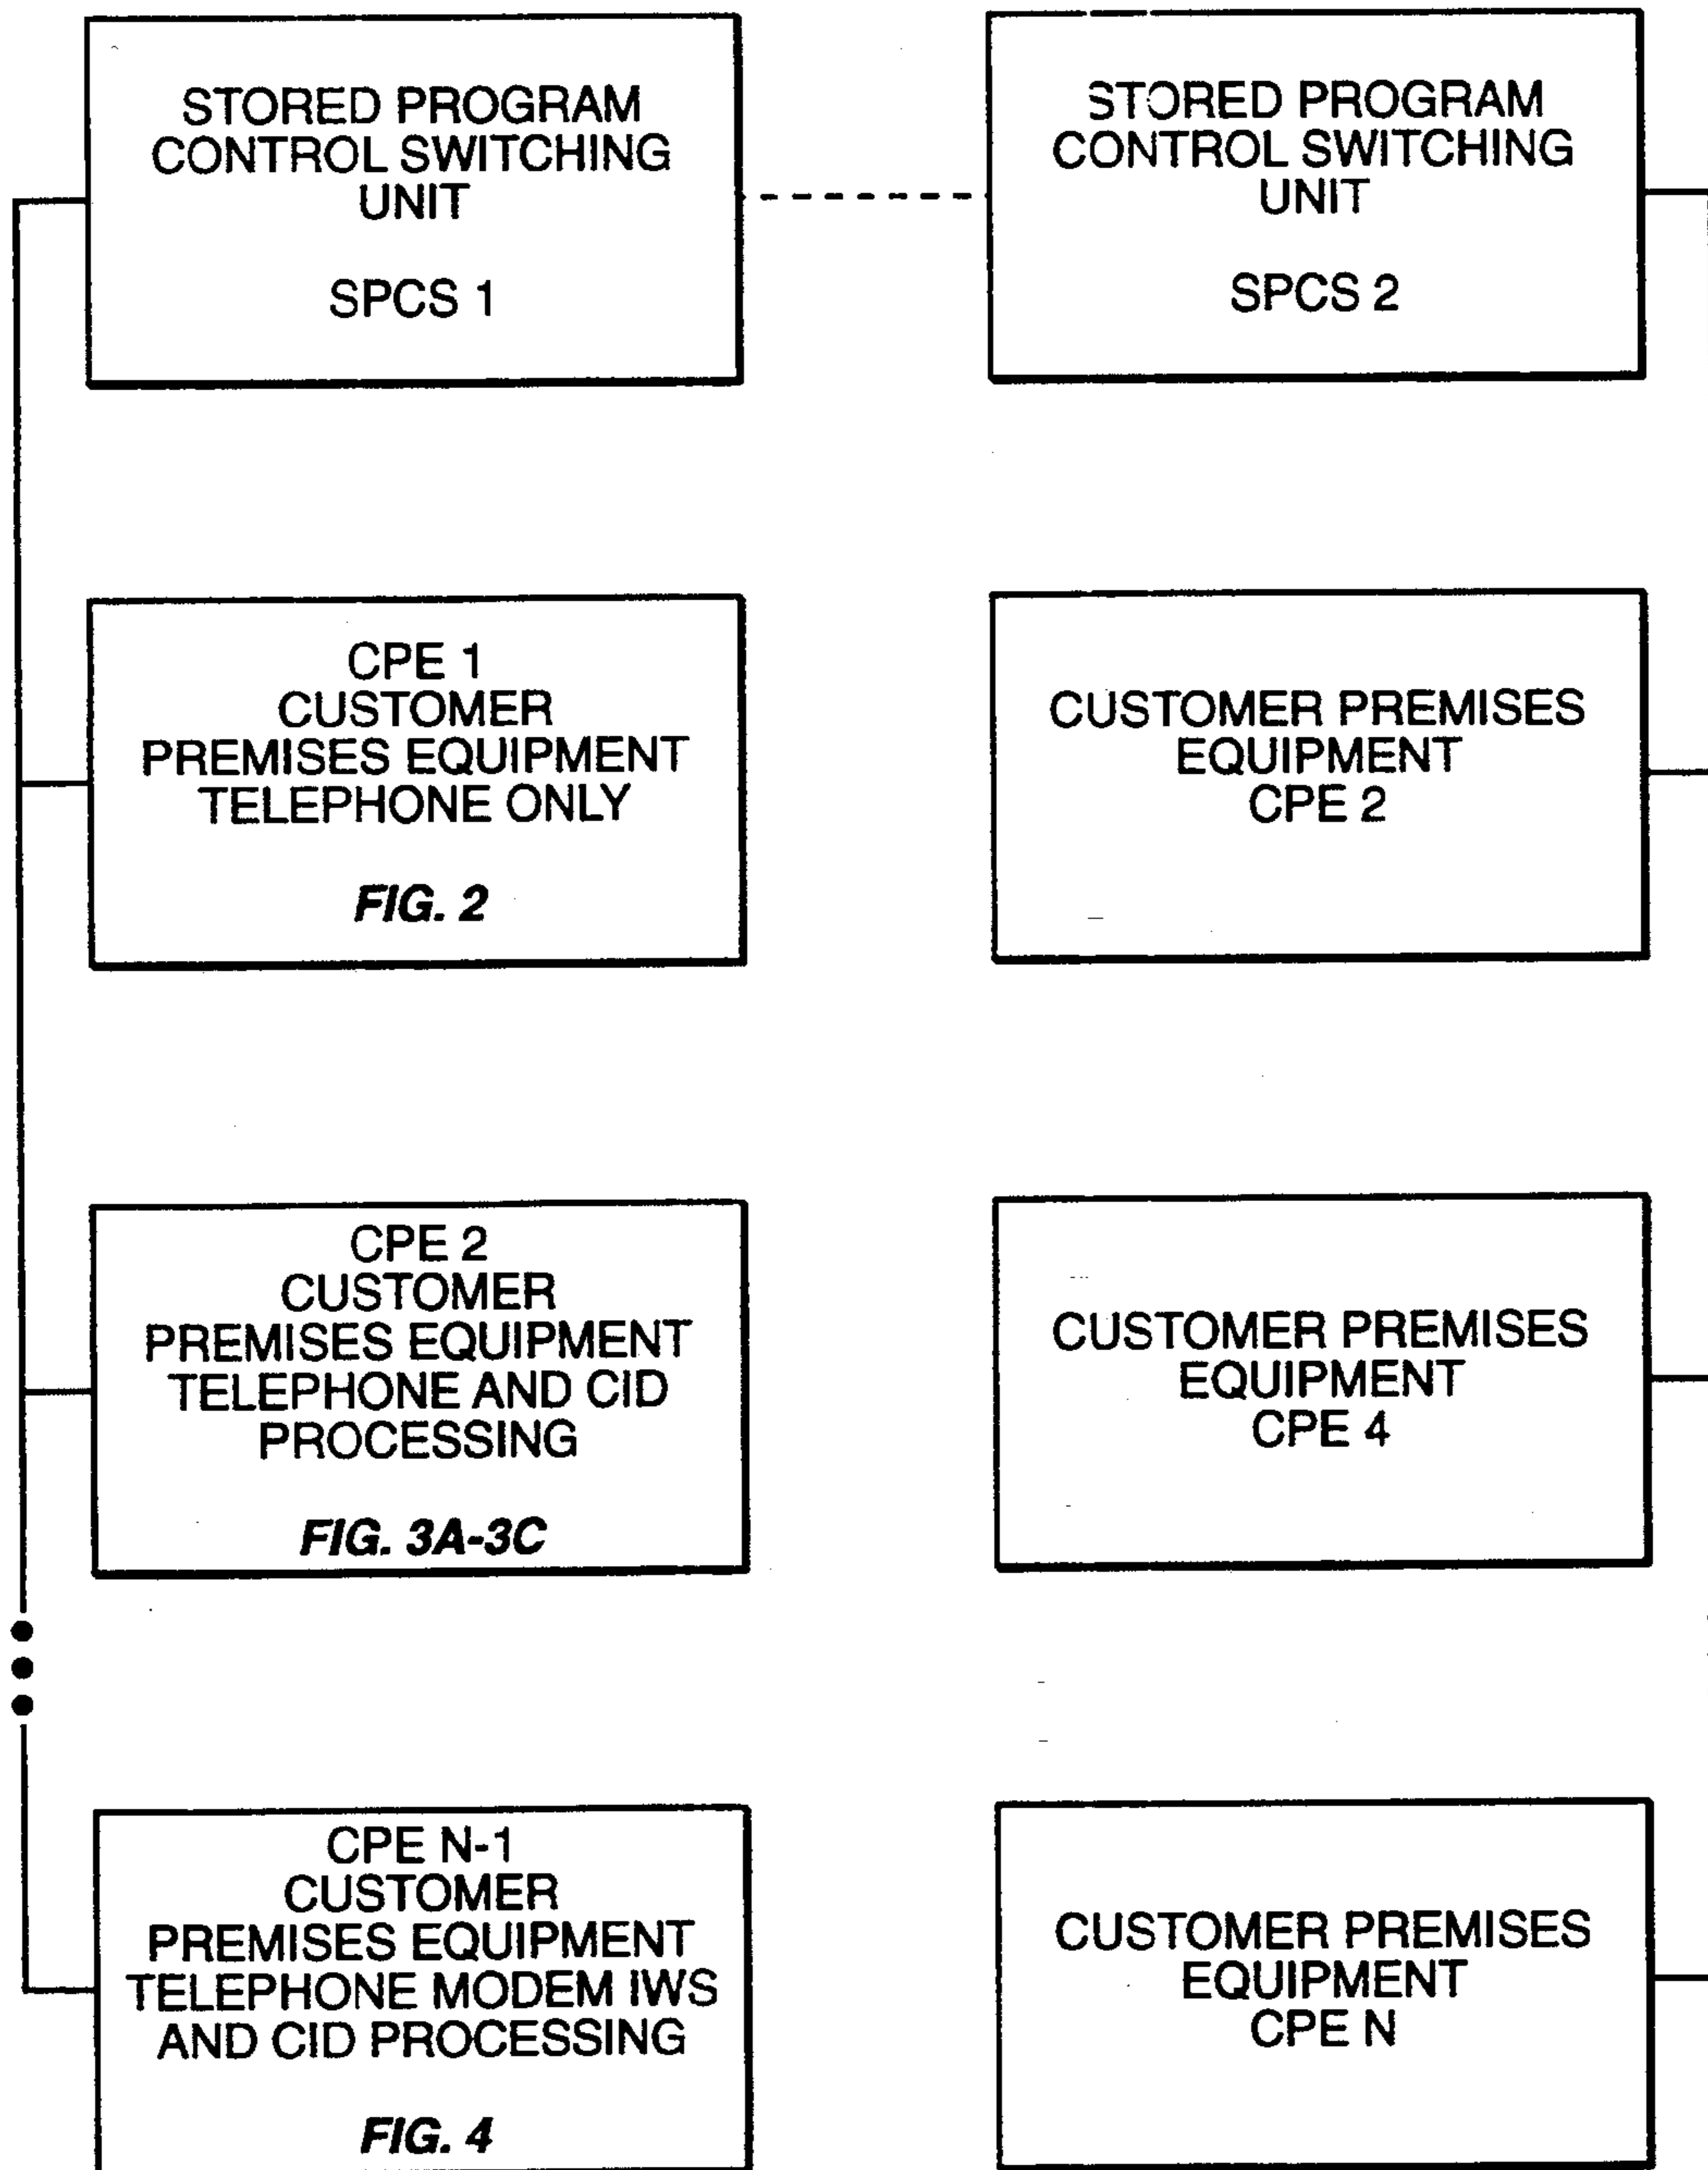 STORED PROGRAM
CONTROL SWITCHING
UNIT
SPCS 1
STORED PROGRAM
CONTROL SWITCHING
UNIT
SPCS 2
CPE 1
CUSTOMER
PREMISES EQUIPMENT
TELEPHONE ONLY
FIG. 2
CUSTOMER PREMISES
EQUIPMENT
CPE 2
CPE 2
CUSTOMER
PREMISES EQUIPMENT
TELEPHONE AND CID
PROCESSING
FIG. 3A-3C
CUSTOMER PREMISES
EQUIPMENT
CPE 4
CPE N-1
CUSTOMER
PREMISES EQUIPMENT
TELEPHONE MODEM IWS
AND CID PROCESSING
FIG. 4
CUSTOMER PREMISES
EQUIPMENT
CPE N